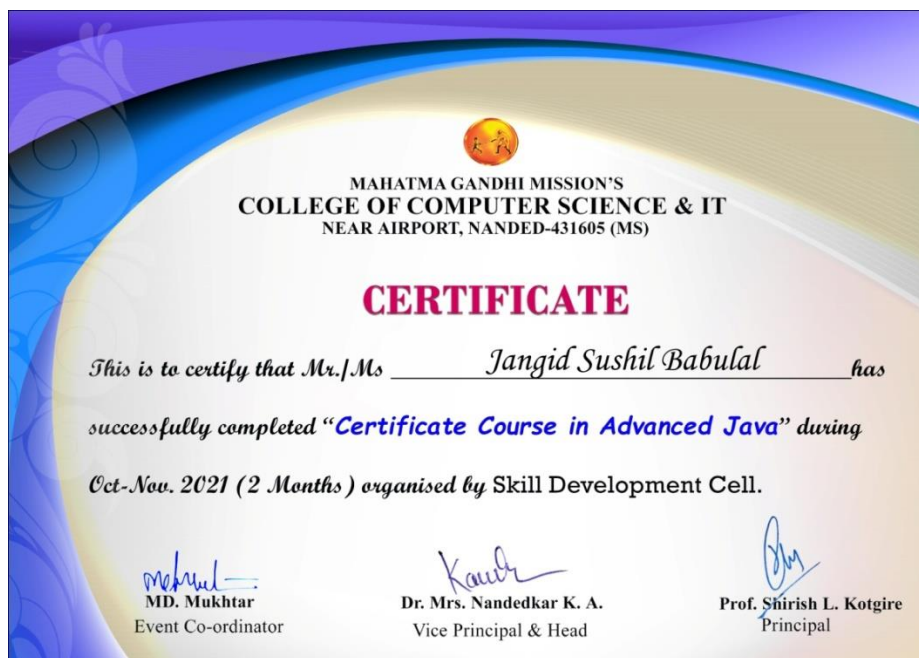 MAHATMA GANDHI MISSION'S
COLLEGE OF COMPUTER SCIENCE & IT
NEAR AIRPORT, NANDED-431605 (MS)
CERTIFICATE
This is to certify that Mr./Ms Jangid Sushil Babulal has
successfully completed “Certificate Course in Advanced Java” during
Oct-Nov. 2021 (2 Months) organised by Skill Development Cell.
MD. Mukhtar
Event Co-ordinator
Dr. Mrs. Nandedkar K. A.
Vice Principal & Head
Prof. Shirish L. Kotgire
Principal